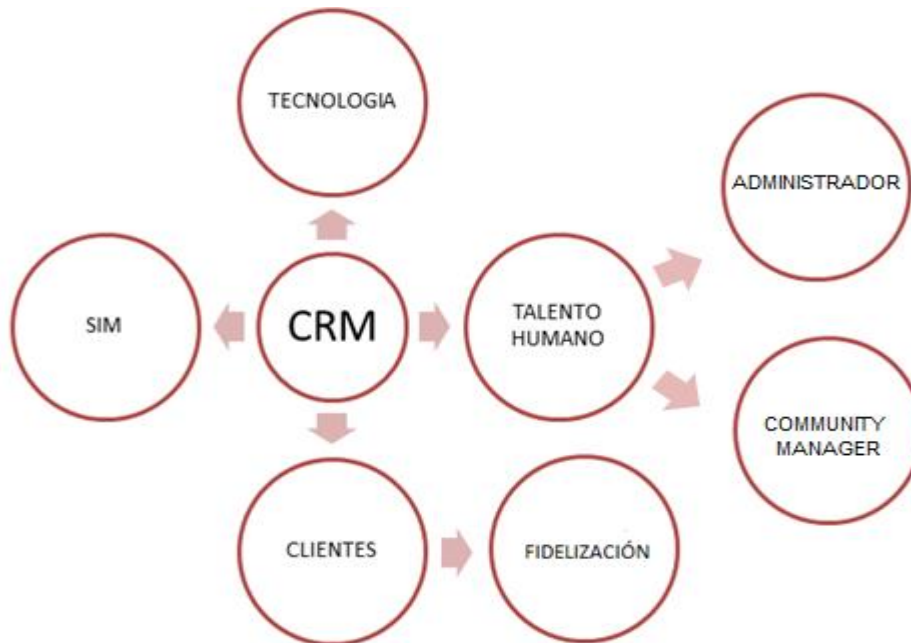 TECNOLOGIA
ADMINISTRADOR
SIM
CRM
TALENTO
HUMANO
COMMUNITY
MANAGER
CLIENTES
FIDELIZACIÓN